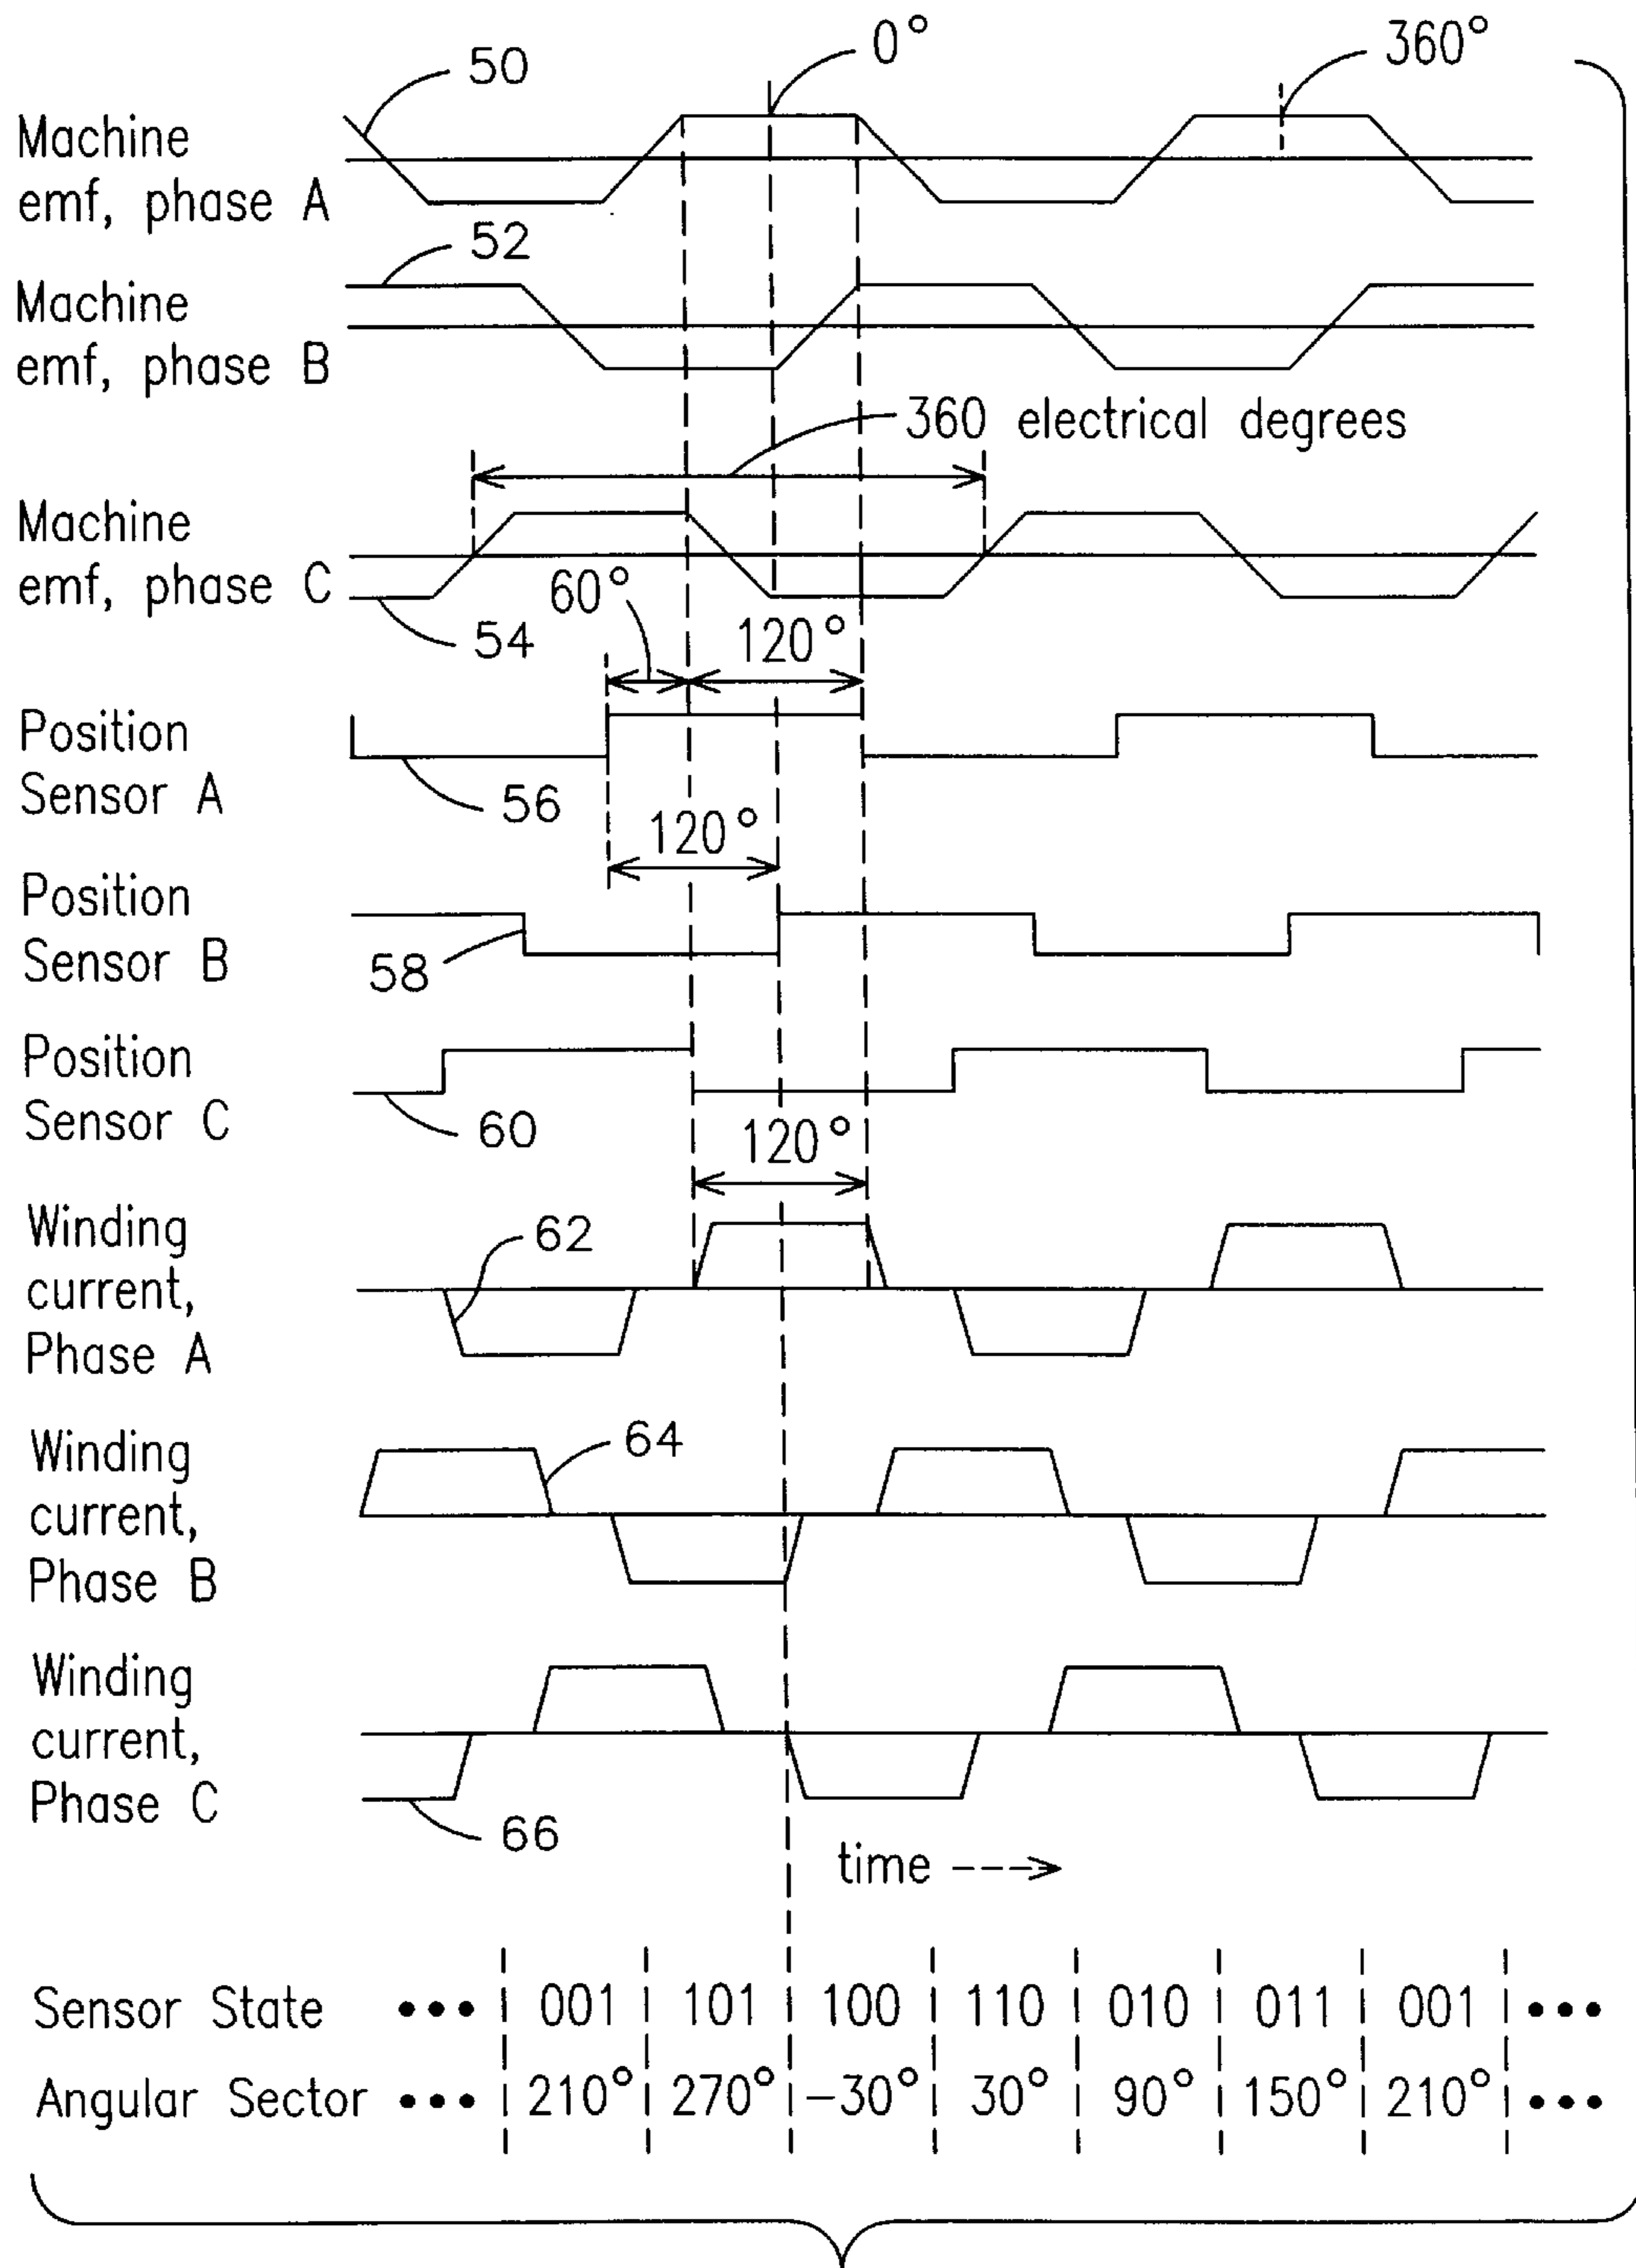 0°
360°
50
Machine
emf, phase A
52
Machine
emf, phase B
360 electrical degrees
Machine
emf, phase C
60°
54
120°
Position
Sensor A
56
120°
Position
Sensor B
58
Position
Sensor C
60
120°
Winding
current,
Phase A
62
Winding
current,
Phase B
64
Winding
current,
Phase C
66
time
Sensor State ••• 001 101 100 110 010 011 001 •••
Angular Sector ••• 210° 270° -30° 30° 90° 150° 210° •••